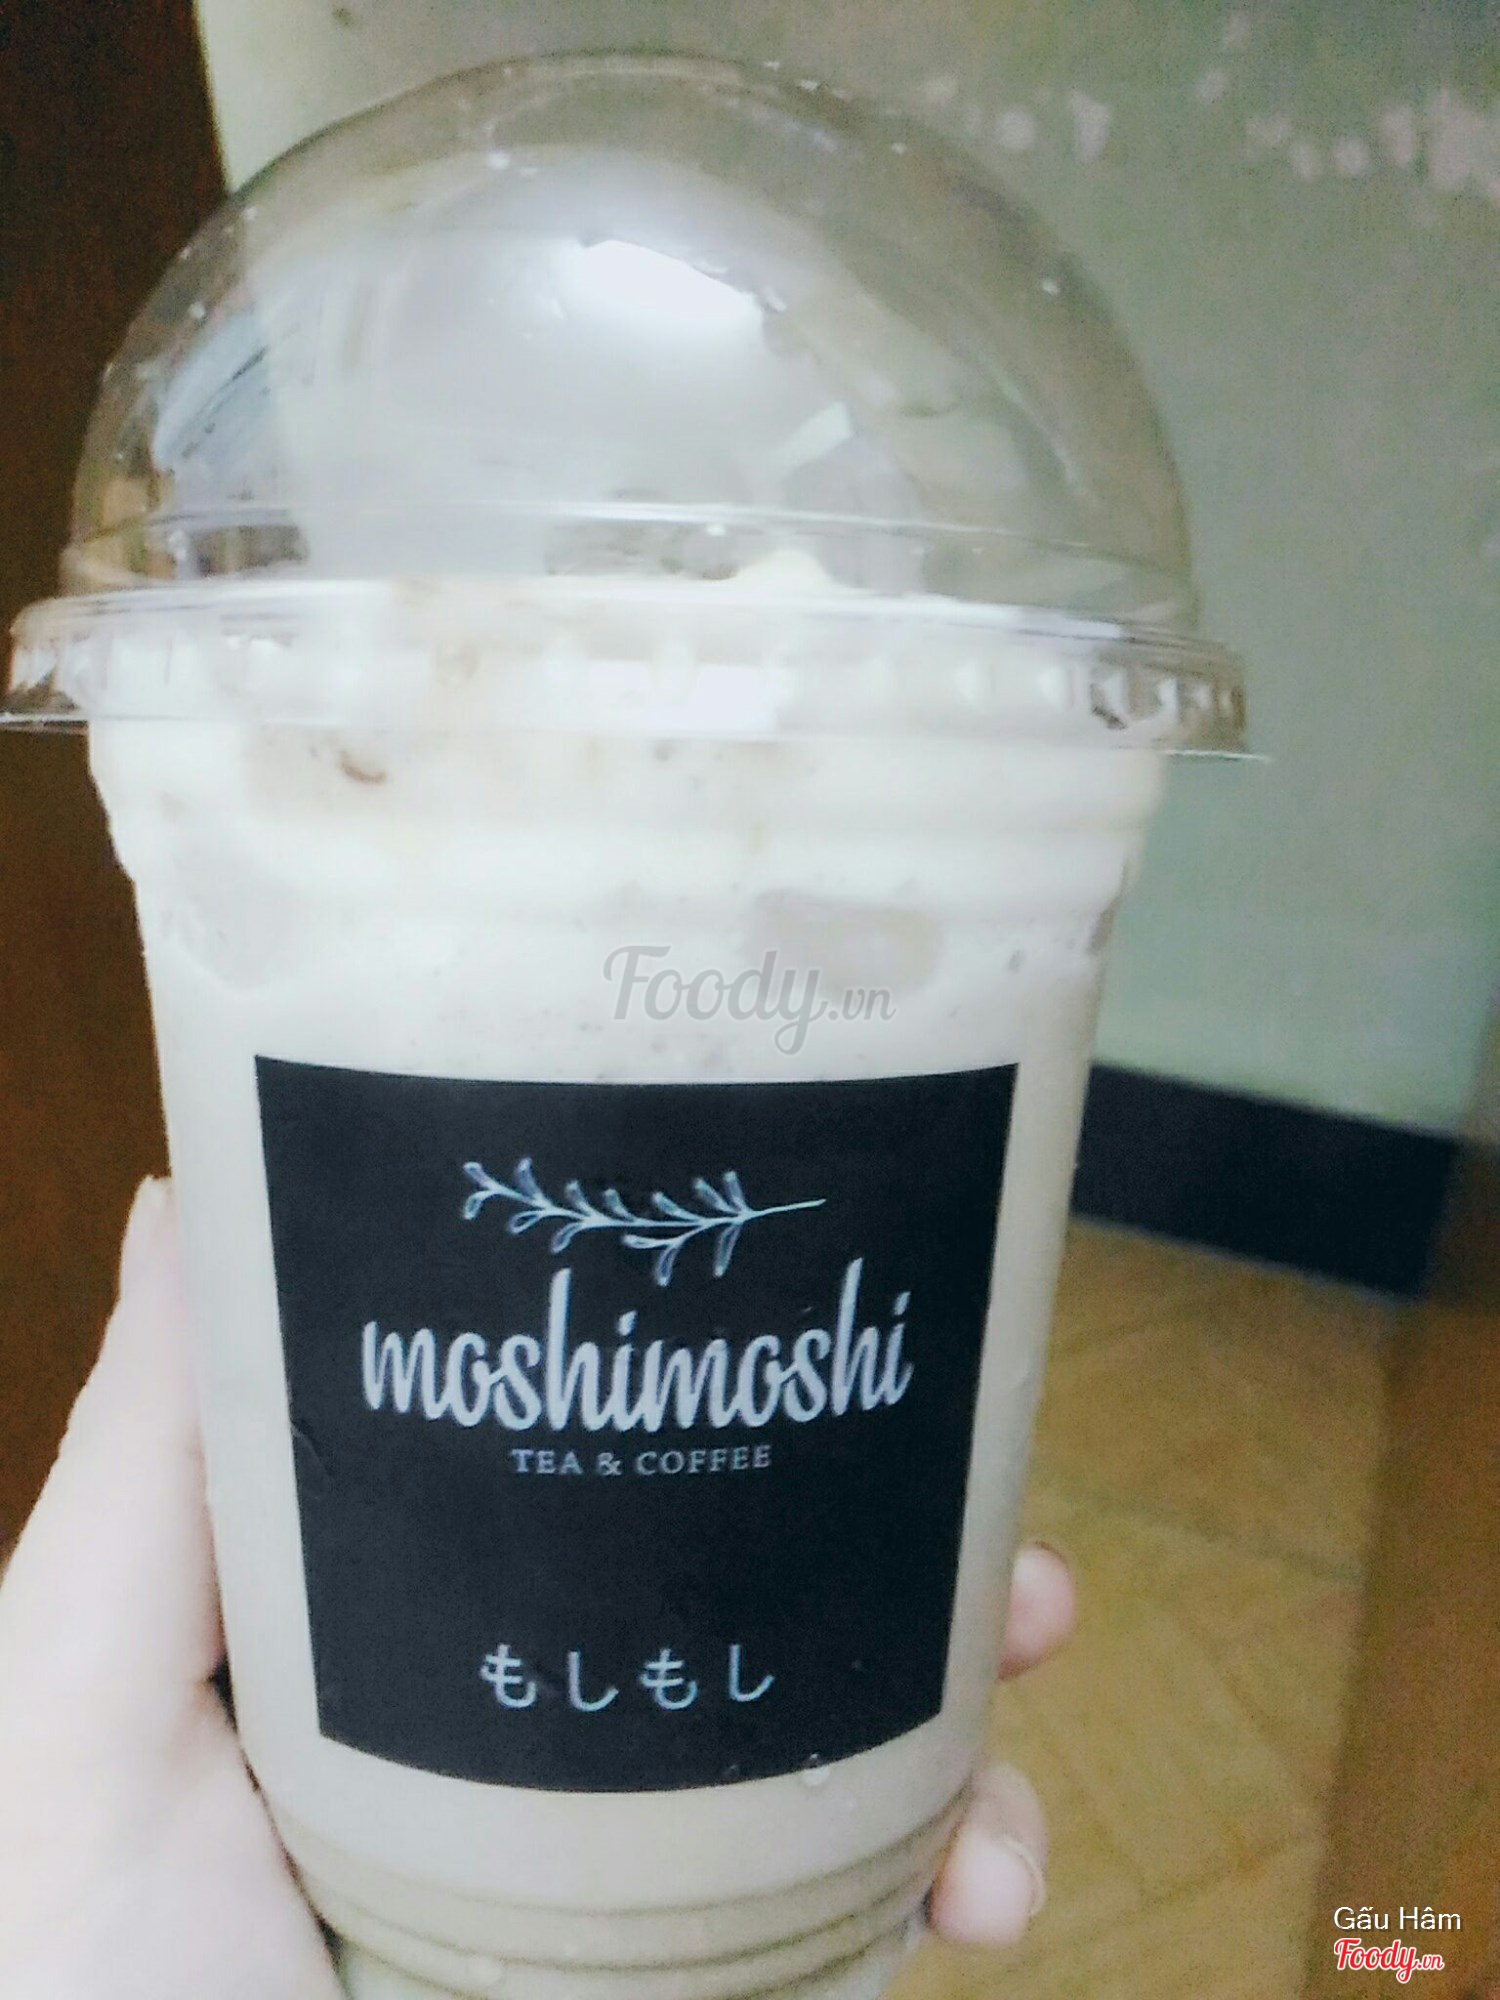 Foody.vn
moshimoshi
TEA & COFFEE
もしもし
Gấu Hâm
Foody.vn